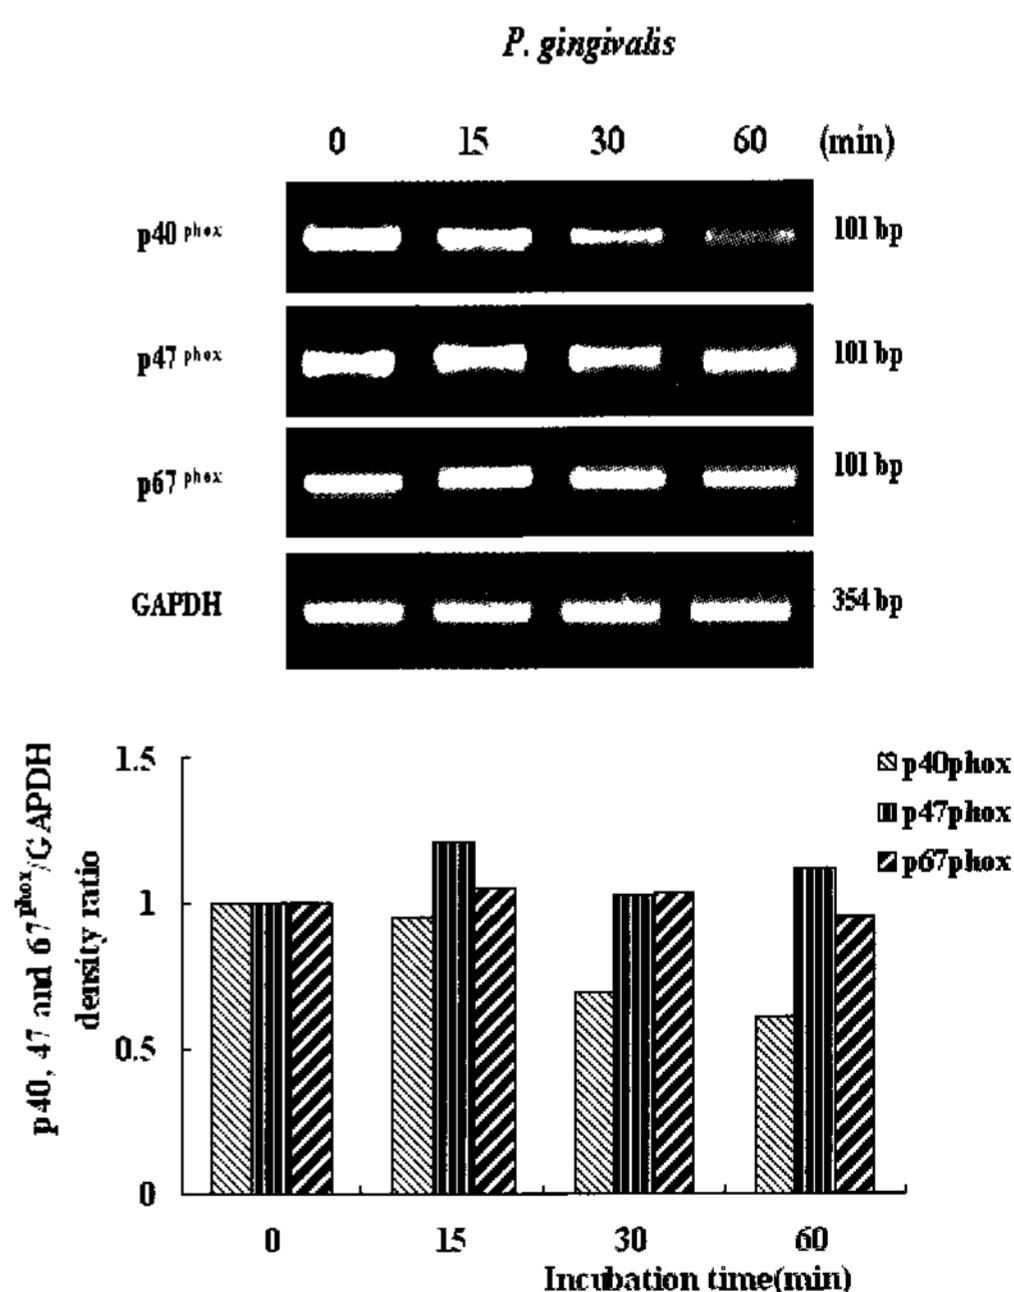 P. gingivalis
0 15 30 60 (min)
p40 phox 101 bp
p47 phox 101 bp
p67 phox 101 bp
GAPDH 354 bp
p40, 47 and 67phox/GAPDH
density ratio
1.5
1
0.5
0
p40phox
p47phox
p67phox
0 15 30 60
Incubation time(min)